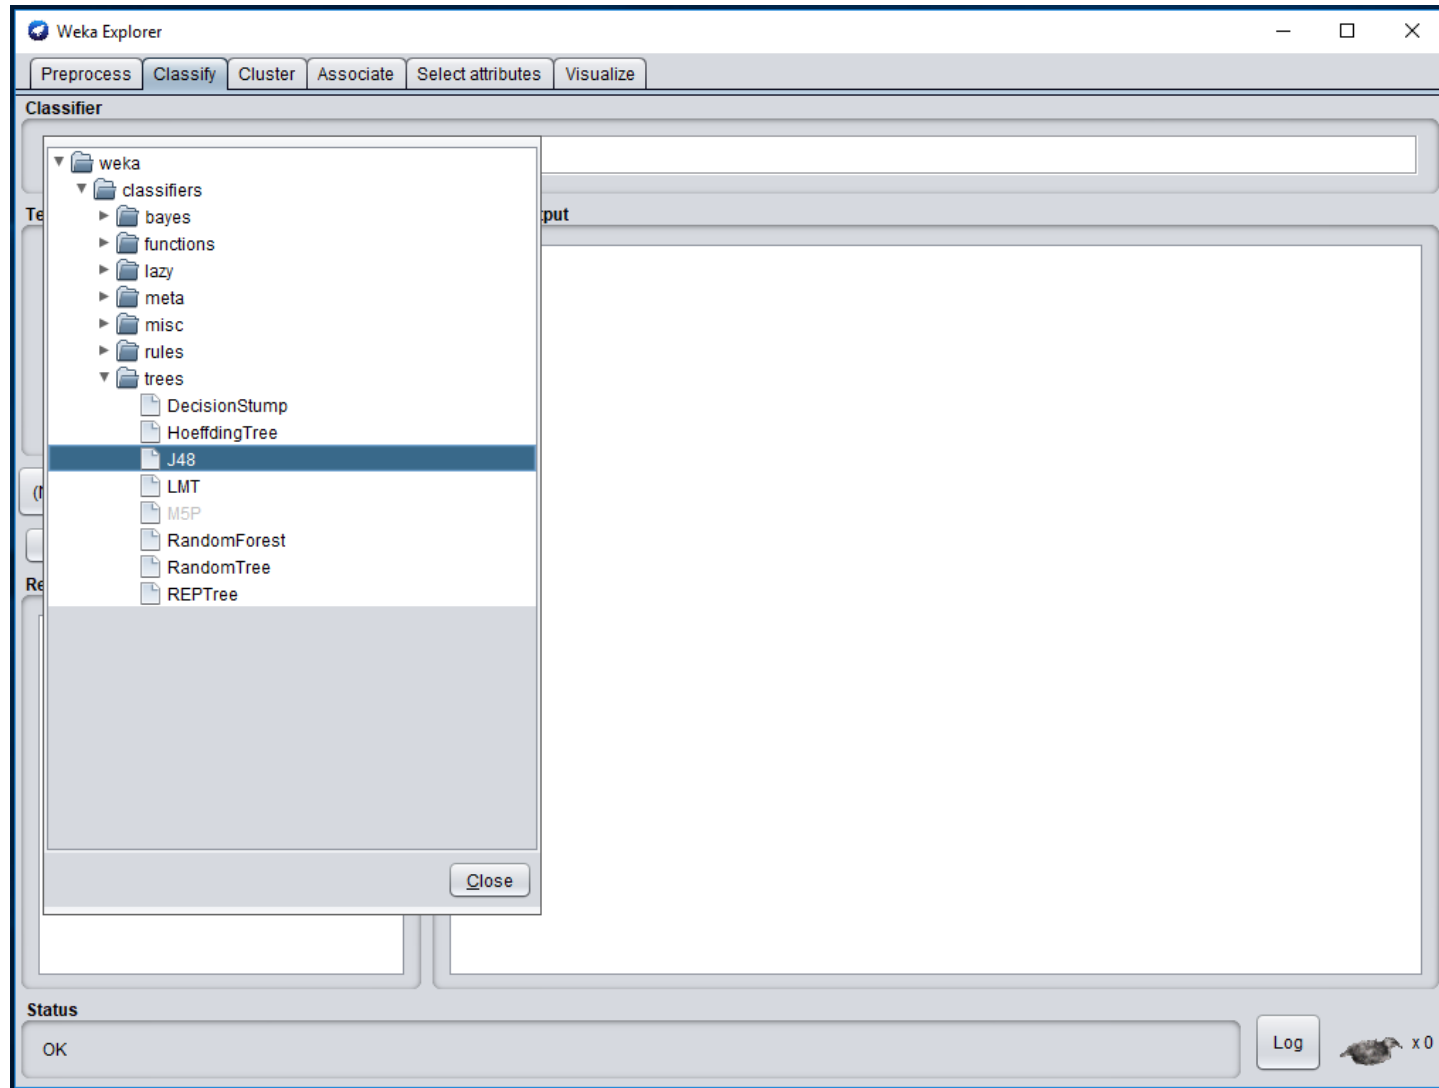 Weka Explorer
Preprocess Classify Cluster Associate Select attributes Visualize
Classifier
weka
classifiers
bayes
functions
lazy
meta
misc
rules
trees
DecisionStump
HoeffdingTree
J48
LMT
M5P
RandomForest
RandomTree
REPTree
Close
Status
OK
Log x 0